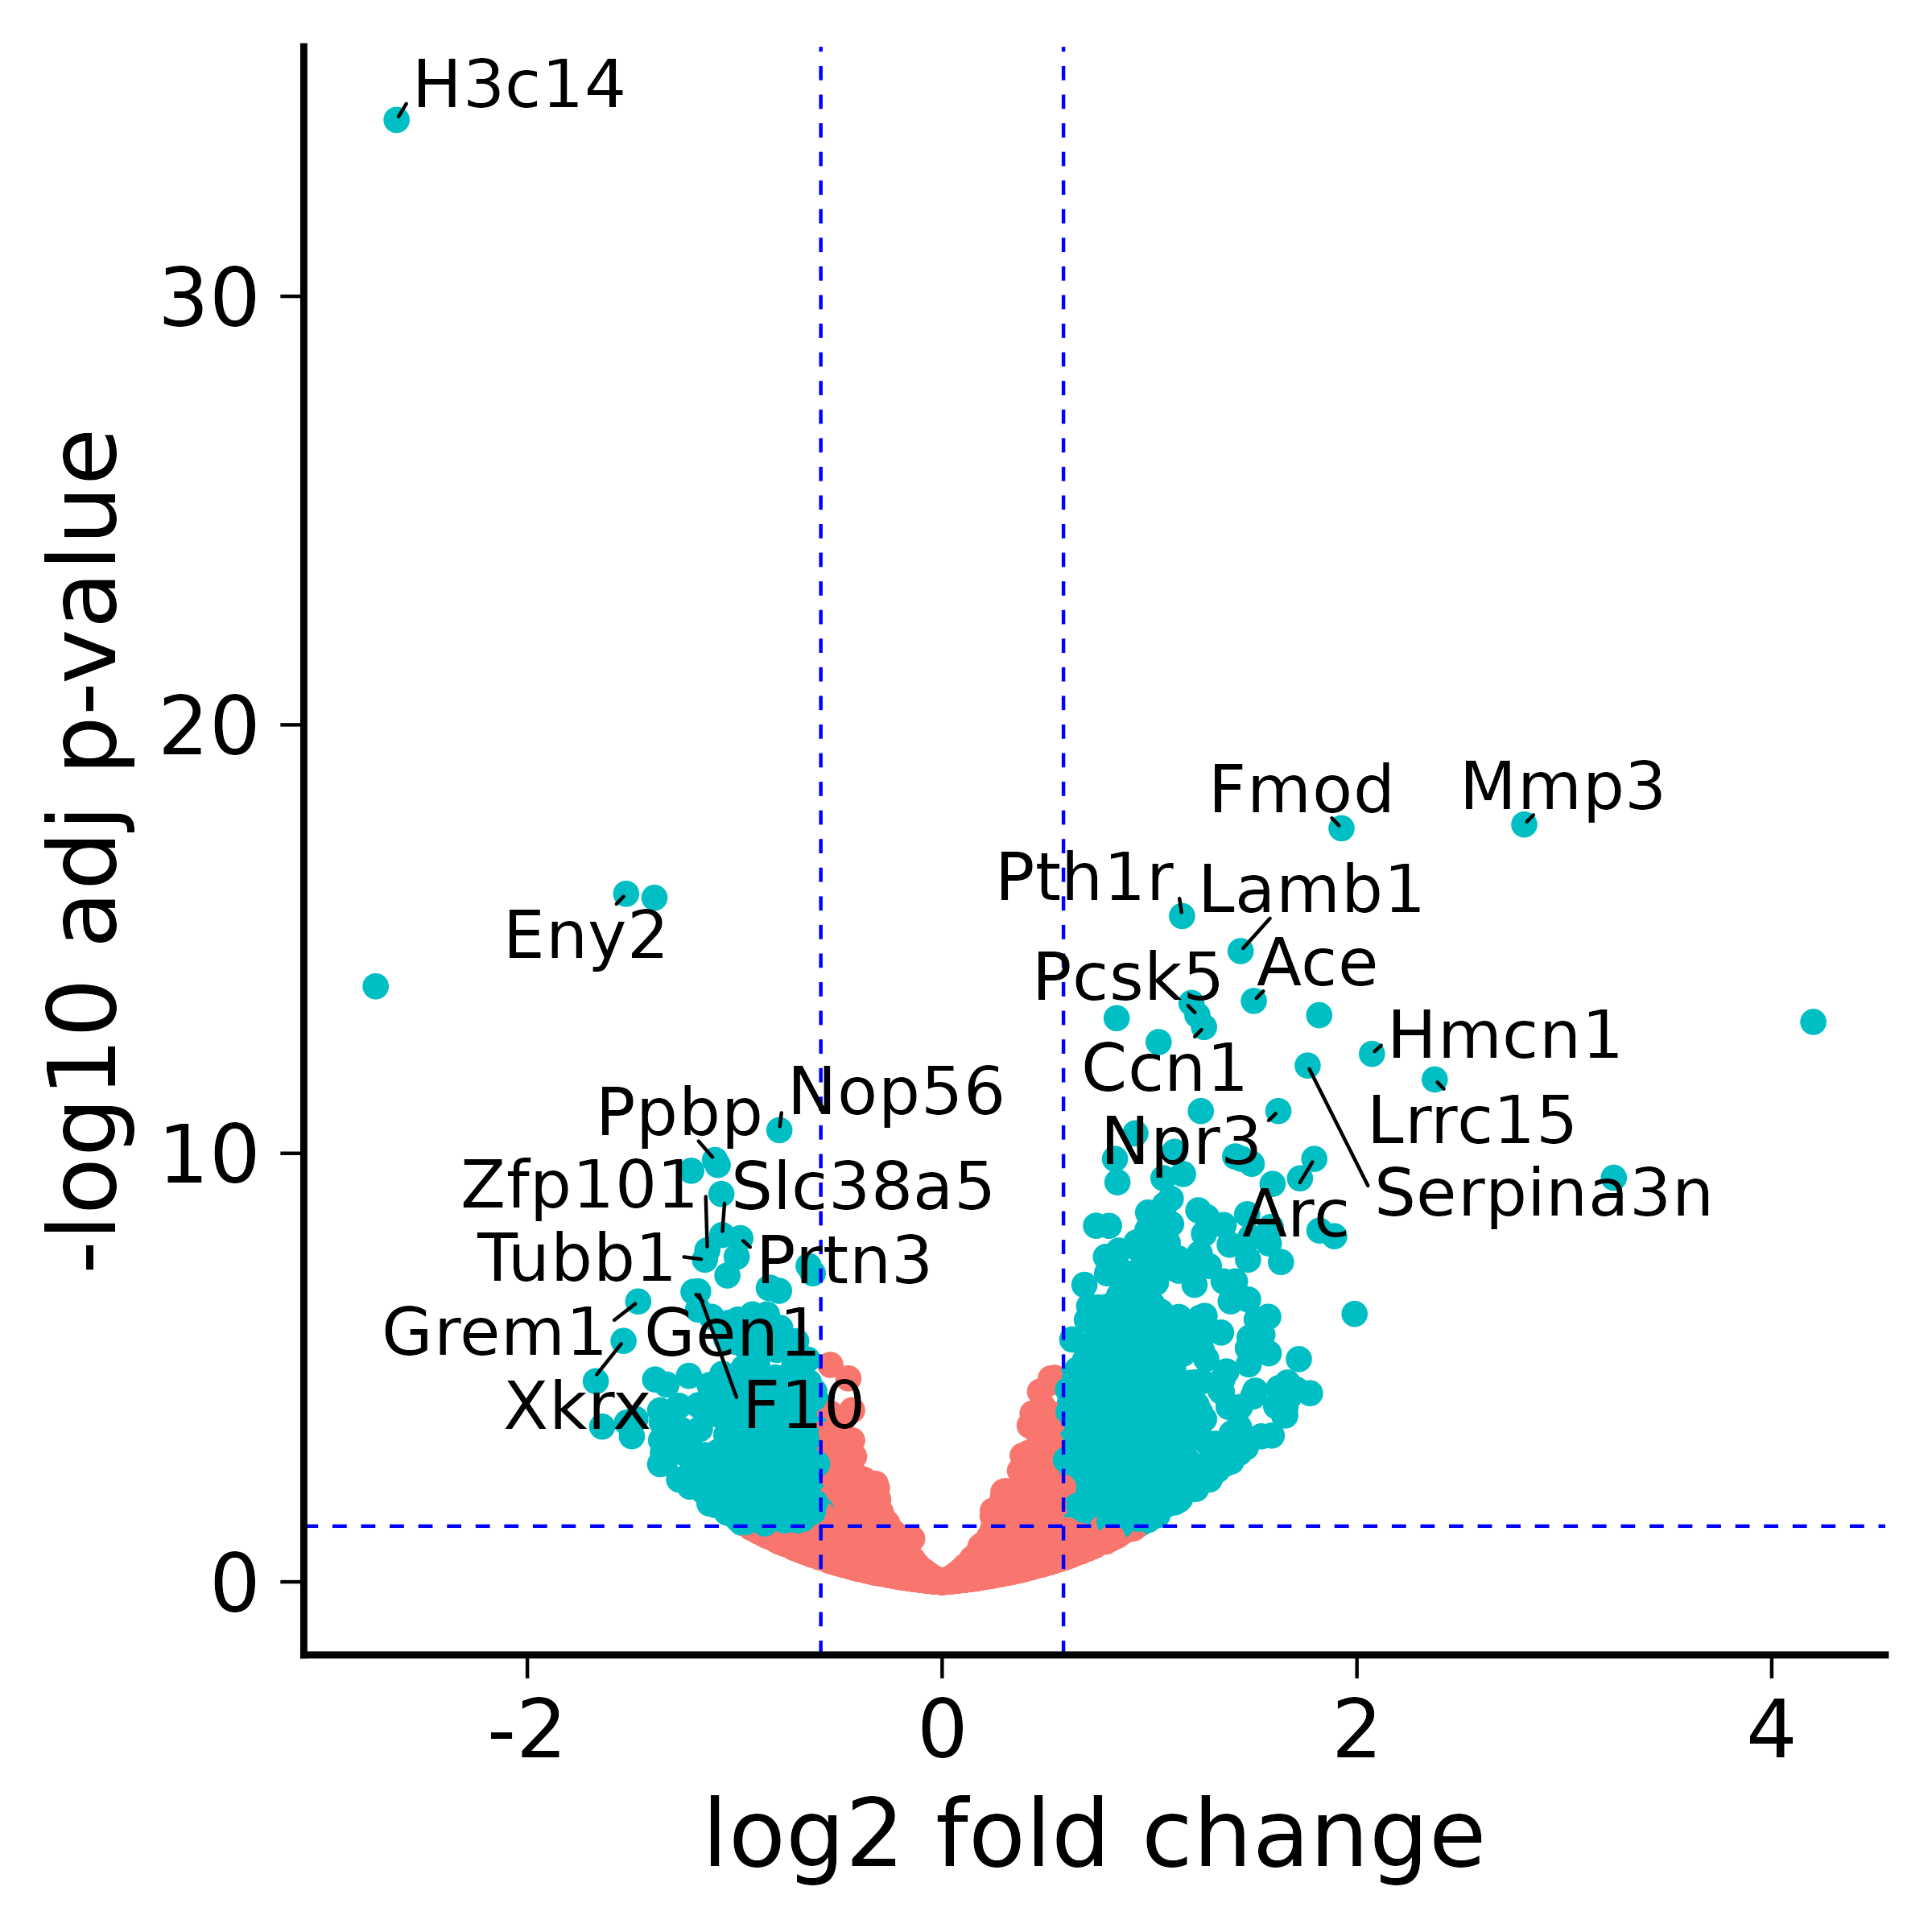 H3c14
30
20
10
0
-log10 adj p-value
Fmod
Mmp3
Pth1r
Lamb1
Eny2
Pcsk5
Ace
Hmcn1
Ccn1
Nop56
Ppbp
Lrrc15
Npr3
Zfp101
Slc38a5
Serpina3n
Arc
Tubb1
Prtn3
Grem1
Gen1
Xkrx
F10
-2
0
2
4
log2 fold change